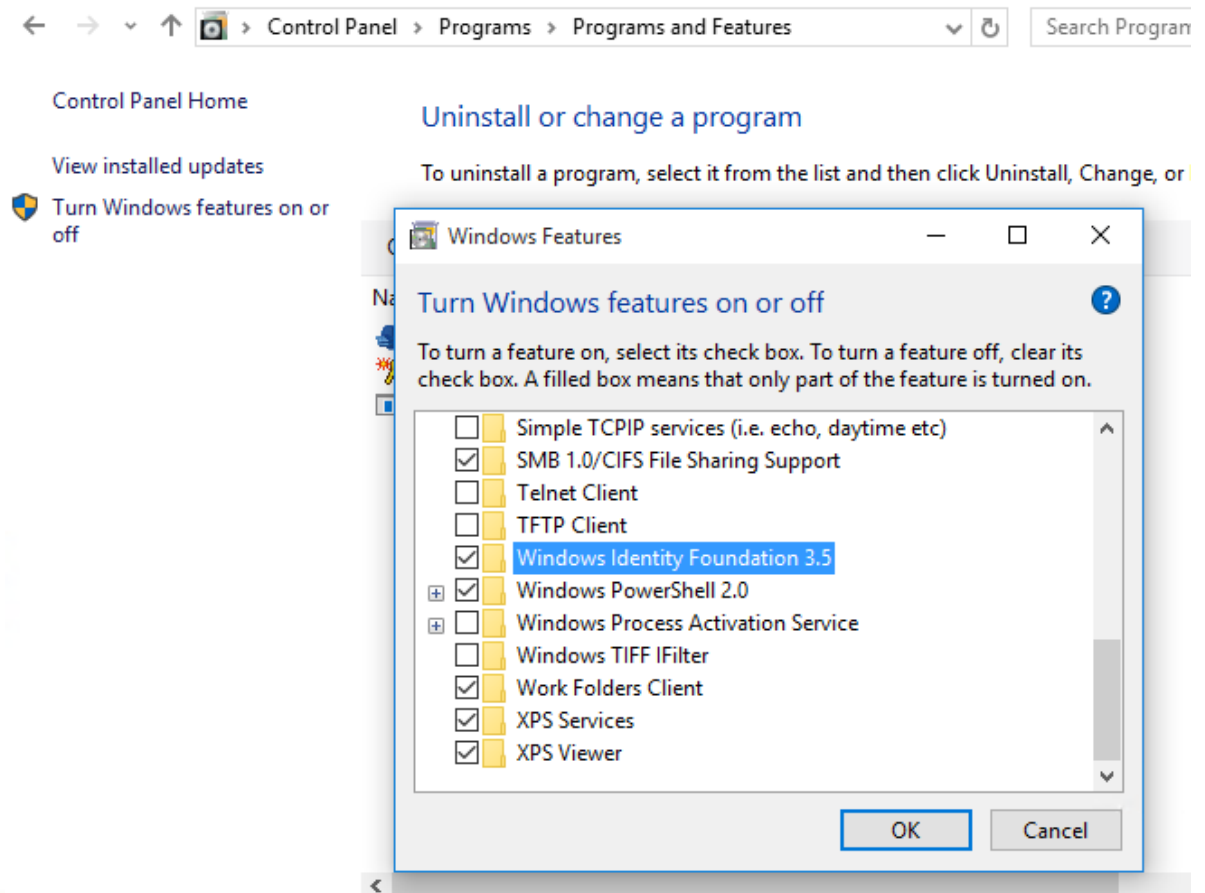 Control Panel > Programs > Programs and Features
Search Program
Control Panel Home
View installed updates
Turn Windows features on or
off
Uninstall or change a program
To uninstall a program, select it from the list and then click Uninstall, Change, or
Na
Windows Features
Turn Windows features on or off
To turn a feature on, select its check box. To turn a feature off, clear its
check box. A filled box means that only part of the feature is turned on.
Simple TCPIP services (i.e. echo, daytime etc)
SMB 1.0/CIFS File Sharing Support
Telnet Client
TFTP Client
Windows Identity Foundation 3.5
Windows PowerShell 2.0
Windows Process Activation Service
Windows TIFF IFilter
Work Folders Client
XPS Services
XPS Viewer
OK
Cancel